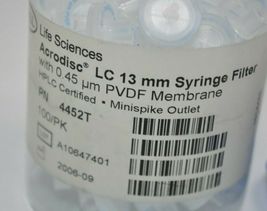 Life Sciences
Acrodisc® LC 13 mm Syringe Filter
with 0.45 µm PVDF Membrane
HPLC Certified • Minispike Outlet
PN 4452T
100/PK
A10647401
2006-09